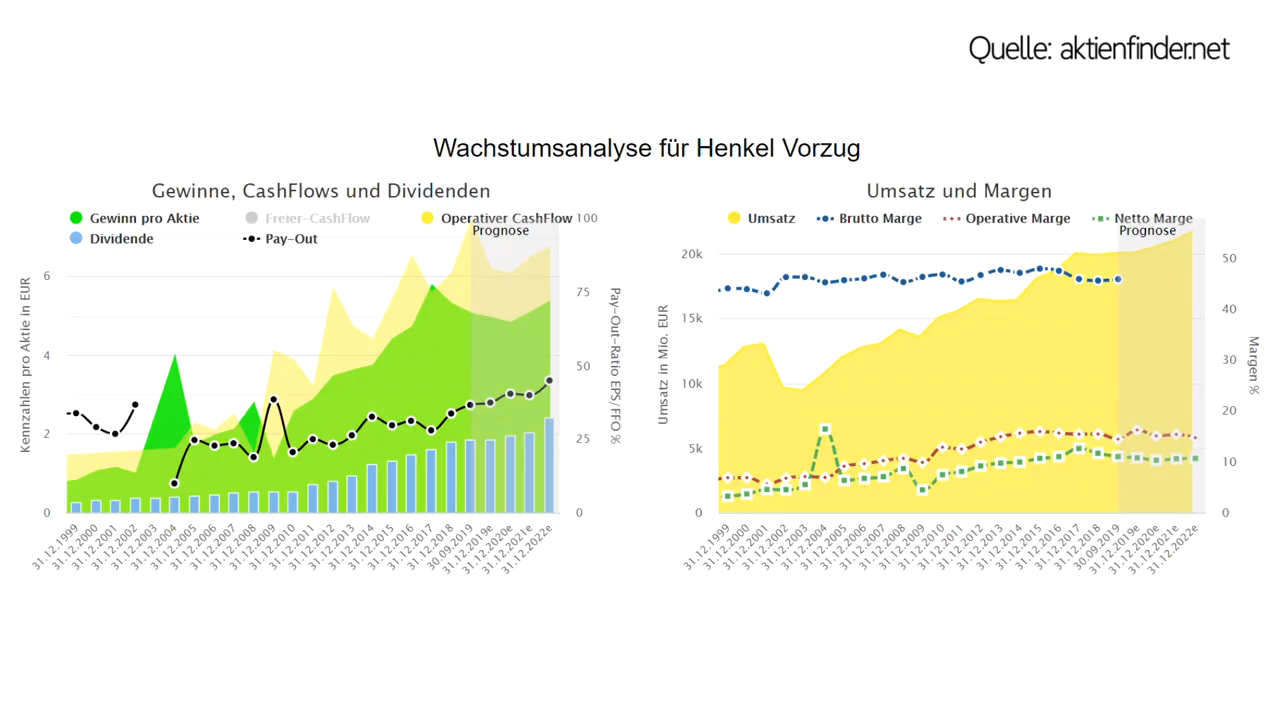 Quelle: aktienfinder.net
Wachstumsanalyse für Henkel Vorzug
Gewinne, CashFlows und Dividenden
Gewinn pro Aktie
Freier-CashFlow
Operativer CashFlow
Dividende
Pay-Out
Prognose
Kennzahlen pro Aktie in EUR
6
4
2
0
100
75
50
25
0
Pay-Out-Ratio EPS/FFO %
31.12.1999
31.12.2000
31.12.2001
31.12.2002
31.12.2003
31.12.2004
31.12.2005
31.12.2006
31.12.2007
31.12.2008
31.12.2009
31.12.2010
31.12.2011
31.12.2012
31.12.2013
31.12.2014
31.12.2015
31.12.2016
31.12.2017
31.12.2018
30.09.2019
31.12.2019e
31.12.2020e
31.12.2021e
31.12.2022e
Umsatz und Margen
Umsatz
Brutto Marge
Operative Marge
Netto Marge
Prognose
Umsatz in Mio. EUR
20k
15k
10k
5k
0
50
40
30
20
10
0
Margen %
31.12.1999
31.12.2000
31.12.2001
31.12.2002
31.12.2003
31.12.2004
31.12.2005
31.12.2006
31.12.2007
31.12.2008
31.12.2009
31.12.2010
31.12.2011
31.12.2012
31.12.2013
31.12.2014
31.12.2015
31.12.2016
31.12.2017
31.12.2018
30.09.2019
31.12.2019e
31.12.2020e
31.12.2021e
31.12.2022e